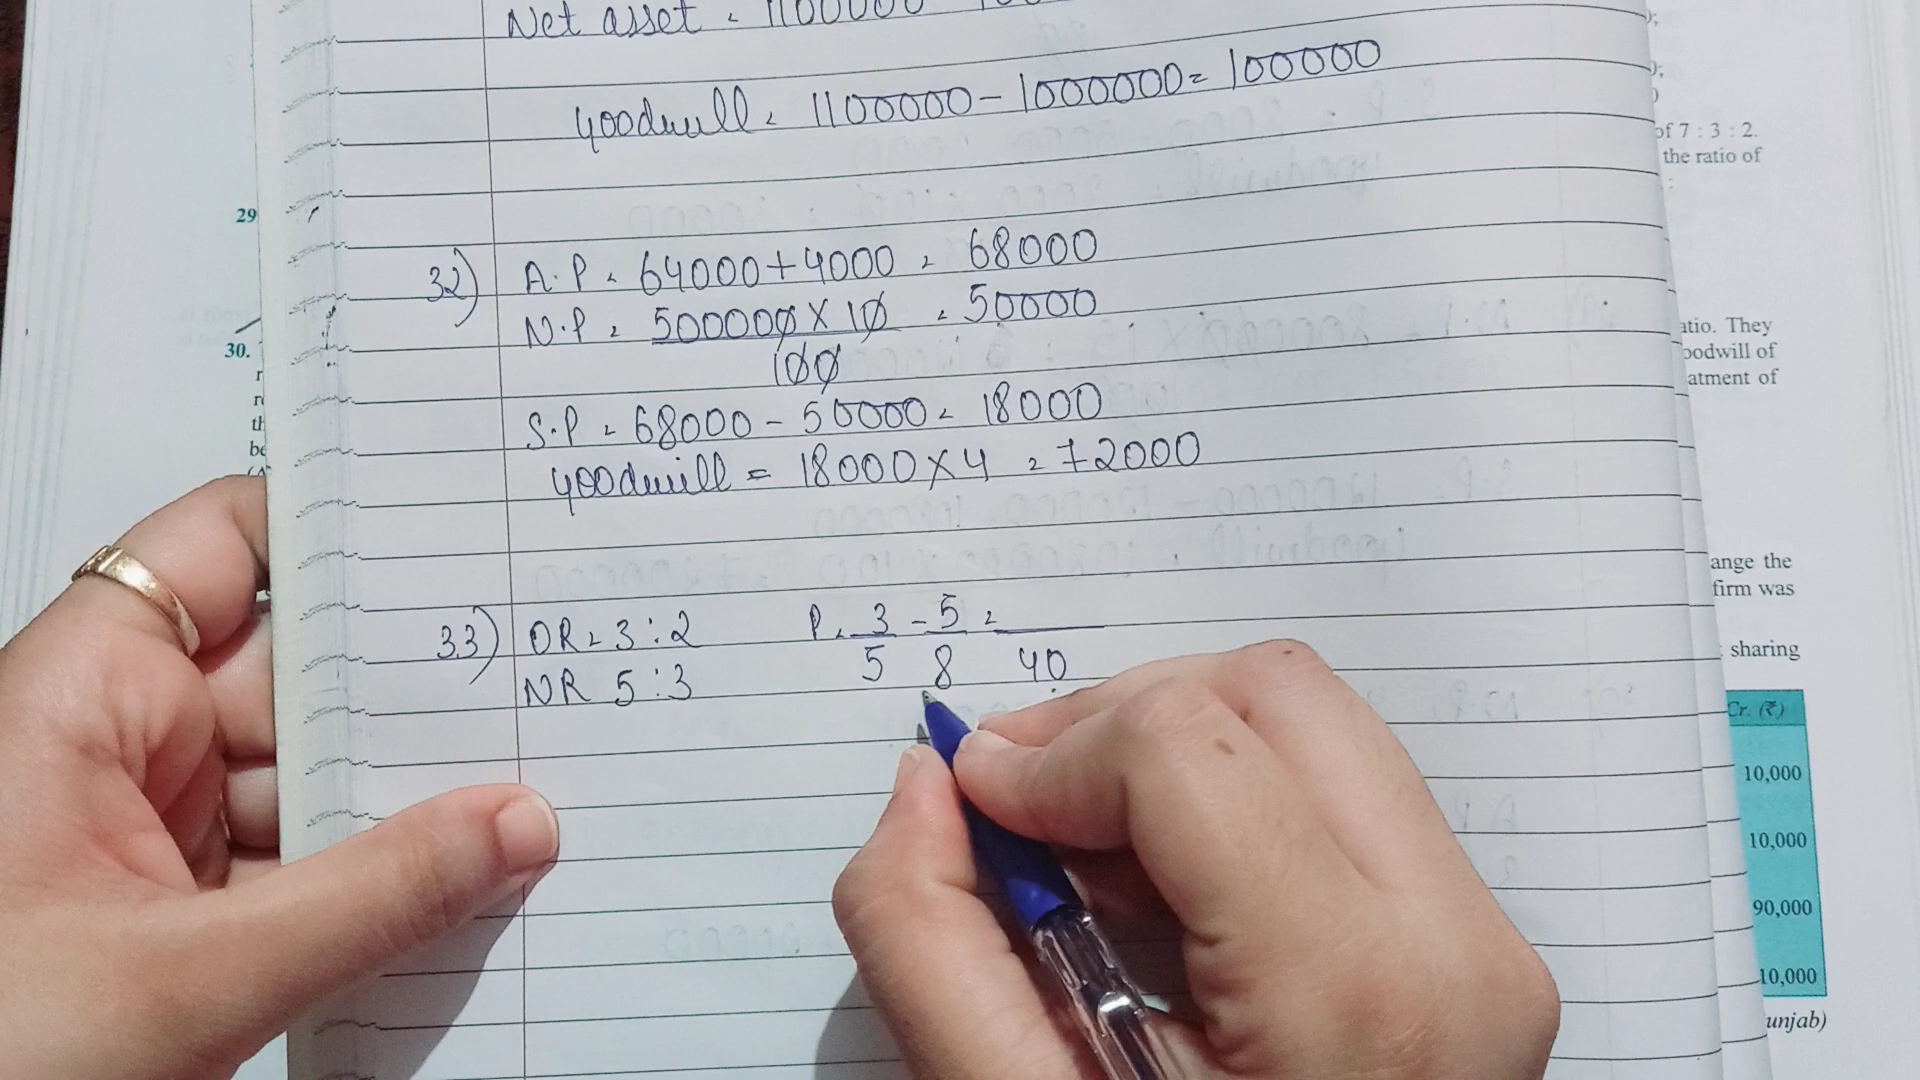 Net asset = 1100000
goodwill = 1100000 - 1000000 = 100000
32) A.P = 64000+4000 = 68000
N.P = 500000 X 10 = 50000
100
S.P = 68000 - 50000 = 18000
goodwill = 18000 X 4 = 72000
33) OR = 3 : 2 P = 3 - 5 =
NR 5 : 3 5 8 40
29
30.
be
of 7 : 3 : 2.
the ratio of
atio. They
oodwill of
atment of
ange the
firm was
sharing
Cr. (₹)
10,000
10,000
90,000
10,000
unjab)